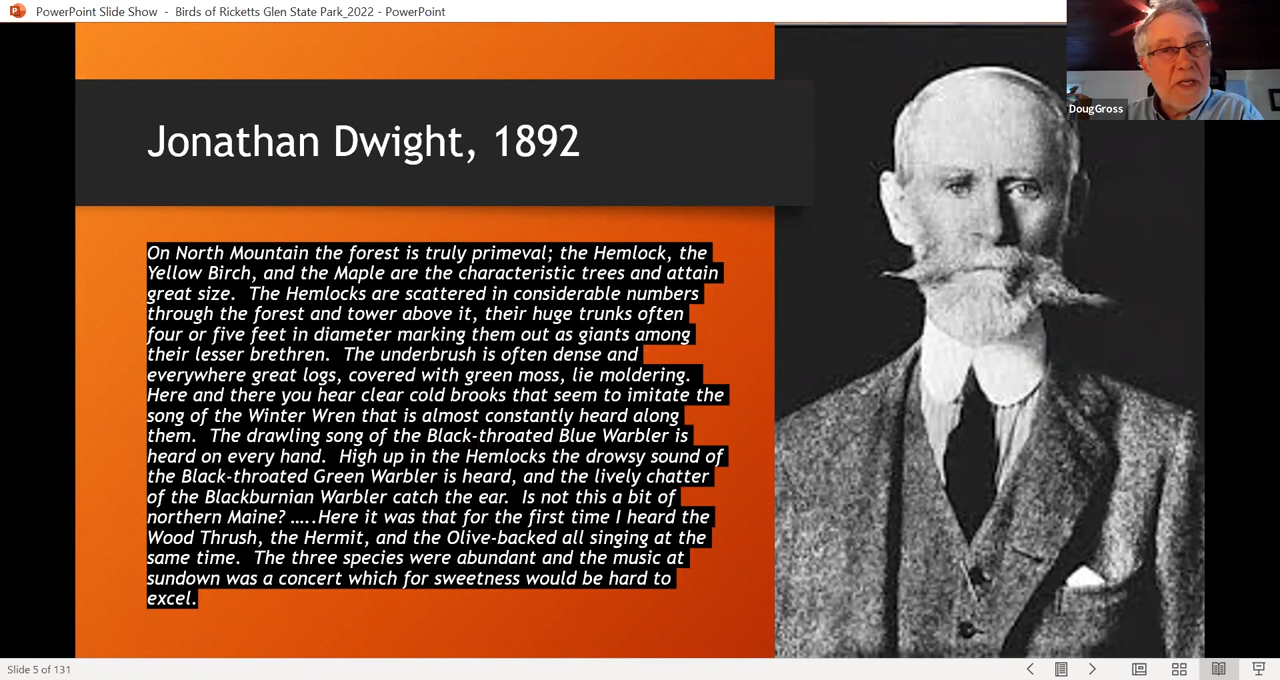 PowerPoint Slide Show - Birds of Ricketts Glen State Park_2022 - PowerPoint
DougGross
Jonathan Dwight, 1892
On North Mountain the forest is truly primeval; the Hemlock, the
Yellow Birch, and the Maple are the characteristic trees and attain
great size. The Hemlocks are scattered in considerable numbers
through the forest and tower above it, their huge trunks often
four or five feet in diameter marking them out as giants among
their lesser brethren. The underbrush is often dense and
everywhere great logs, covered with green moss, lie moldering.
Here and there you hear clear cold brooks that seem to imitate the
song of the Winter Wren that is almost constantly heard along
them. The drawling song of the Black-throated Blue Warbler is
heard on every hand. High up in the Hemlocks the drowsy sound of
the Black-throated Green Warbler is heard, and the lively chatter
of the Blackburnian Warbler catch the ear. Is not this a bit of
northern Maine? …..Here it was that for the first time I heard the
Wood Thrush, the Hermit, and the Olive-backed all singing at the
same time. The three species were abundant and the music at
sundown was a concert which for sweetness would be hard to
excel.
Slide 5 of 131